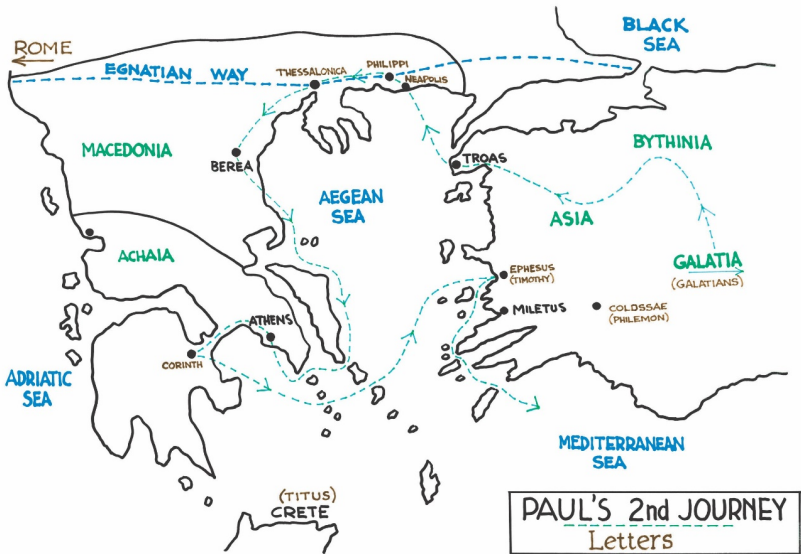 BLACK
SEA
ROME
EGNATIAN WAY
THESSALONICA
PHILIPPI
NEAPOLIS
MACEDONIA
BEREA
TROAS
BYTHINIA
AEGEAN
SEA
ASIA
ACHAIA
GALATIA
(GALATIANS)
EPHESUS
(TIMOTHY)
MILETUS
COLOSSAE
(PHILEMON)
ATHENS
CORINTH
ADRIATIC
SEA
MEDITERRANEAN
SEA
(TITUS)
CRETE
PAUL'S 2nd JOURNEY
Letters